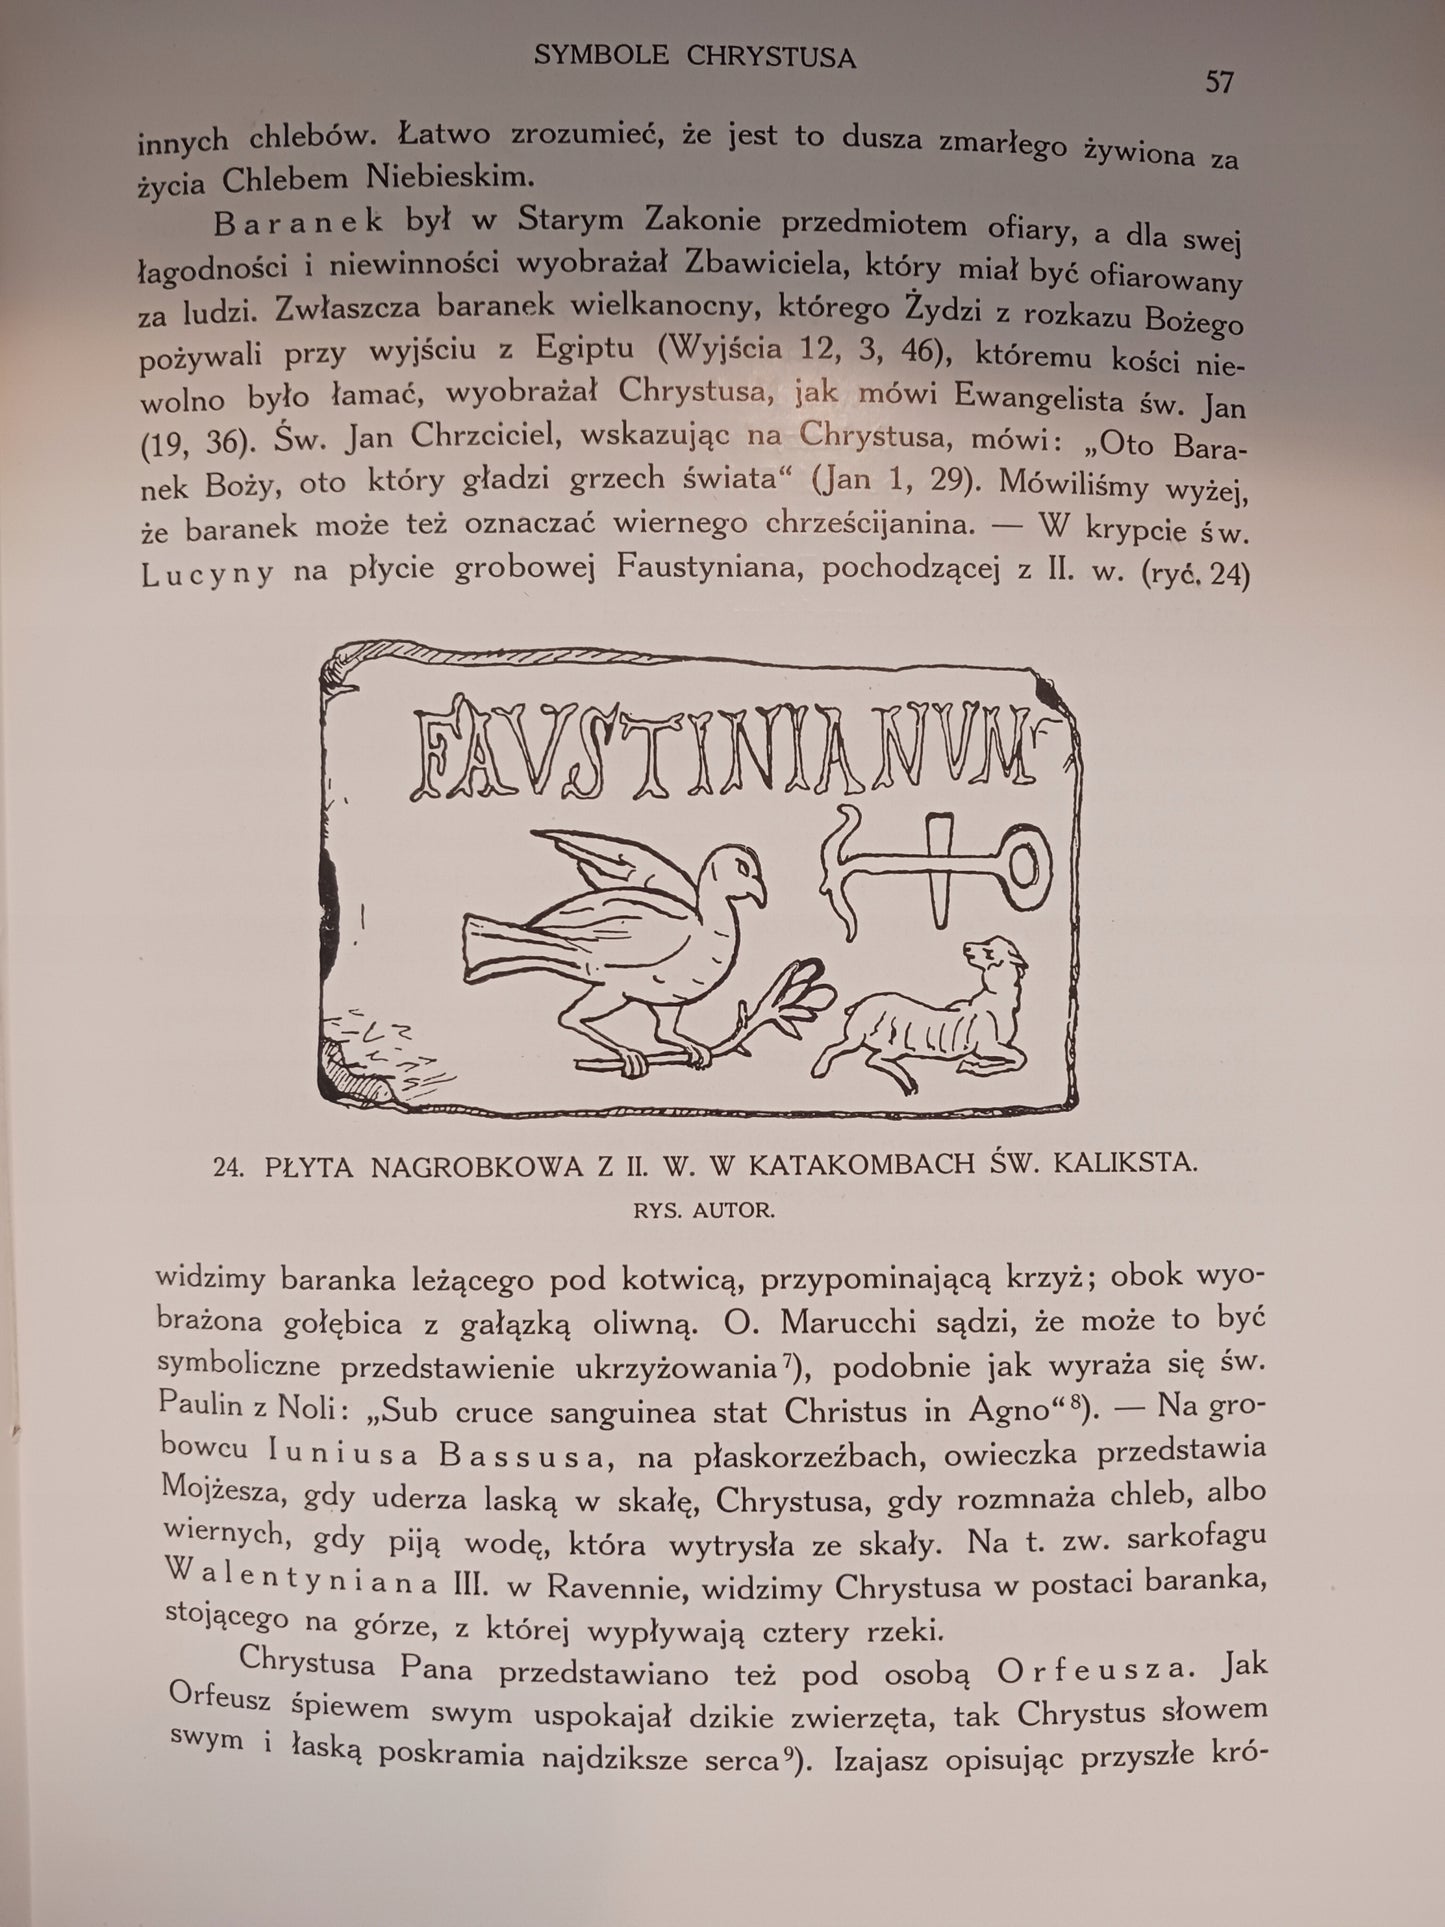 SYMBOLE CHRYSTUSA
57
innych chlebów. Łatwo zrozumieć, że jest to dusza zmarłego żywiona za
życia Chlebem Niebieskim.
Baranek był w Starym Zakonie przedmiotem ofiary, a dla swej
łagodności i niewinności wyobrażał Zbawiciela, który miał być ofiarowany
za ludzi. Zwłaszcza baranek wielkanocny, którego Żydzi z rozkazu Bożego
pożywali przy wyjściu z Egiptu (Wyjścia 12, 3, 46), któremu kości nie-
wolno było łamać, wyobrażał Chrystusa, jak mówi Ewangelista św. Jan
(19, 36). Św. Jan Chrzciciel, wskazując na Chrystusa, mówi: „Oto Bara-
nek Boży, oto który gładzi grzech świata“ (Jan 1, 29). Mówiliśmy wyżej,
że baranek może też oznaczać wiernego chrześcijanina. — W krypcie św.
Lucyny na płycie grobowej Faustyniana, pochodzącej z II. w. (ryć. 24)
FAVSTINIANVM
24. PŁYTA NAGROBKOWA Z II. W. W KATAKOMBACH ŚW. KALIKSTA.
RYS. AUTOR.
widzimy baranka leżącego pod kotwicą, przypominającą krzyż; obok wyo-
brażona gołębica z gałązką oliwną. O. Marucchi sądzi, że może to być
symboliczne przedstawienie ukrzyżowania⁷), podobnie jak wyraża się św.
Paulin z Noli: „Sub cruce sanguinea stat Christus in Agno“⁸). — Na gro-
bowcu Iuniusa Bassusa, na płaskorzeźbach, owieczka przedstawia
Mojżesza, gdy uderza laską w skałę, Chrystusa, gdy rozmnaża chleb, albo
wiernych, gdy piją wodę, która wytrysła ze skały. Na t. zw. sarkofagu
Walentyniana III. w Ravennie, widzimy Chrystusa w postaci baranka,
stojącego na górze, z której wypływają cztery rzeki.
Chrystusa Pana przedstawiano też pod osobą Orfeusza. Jak
Orfeusz śpiewem swym uspokajał dzikie zwierzęta, tak Chrystus słowem
swym i łaską poskramia najdziksze serca⁹). Izajasz opisując przyszłe kró-